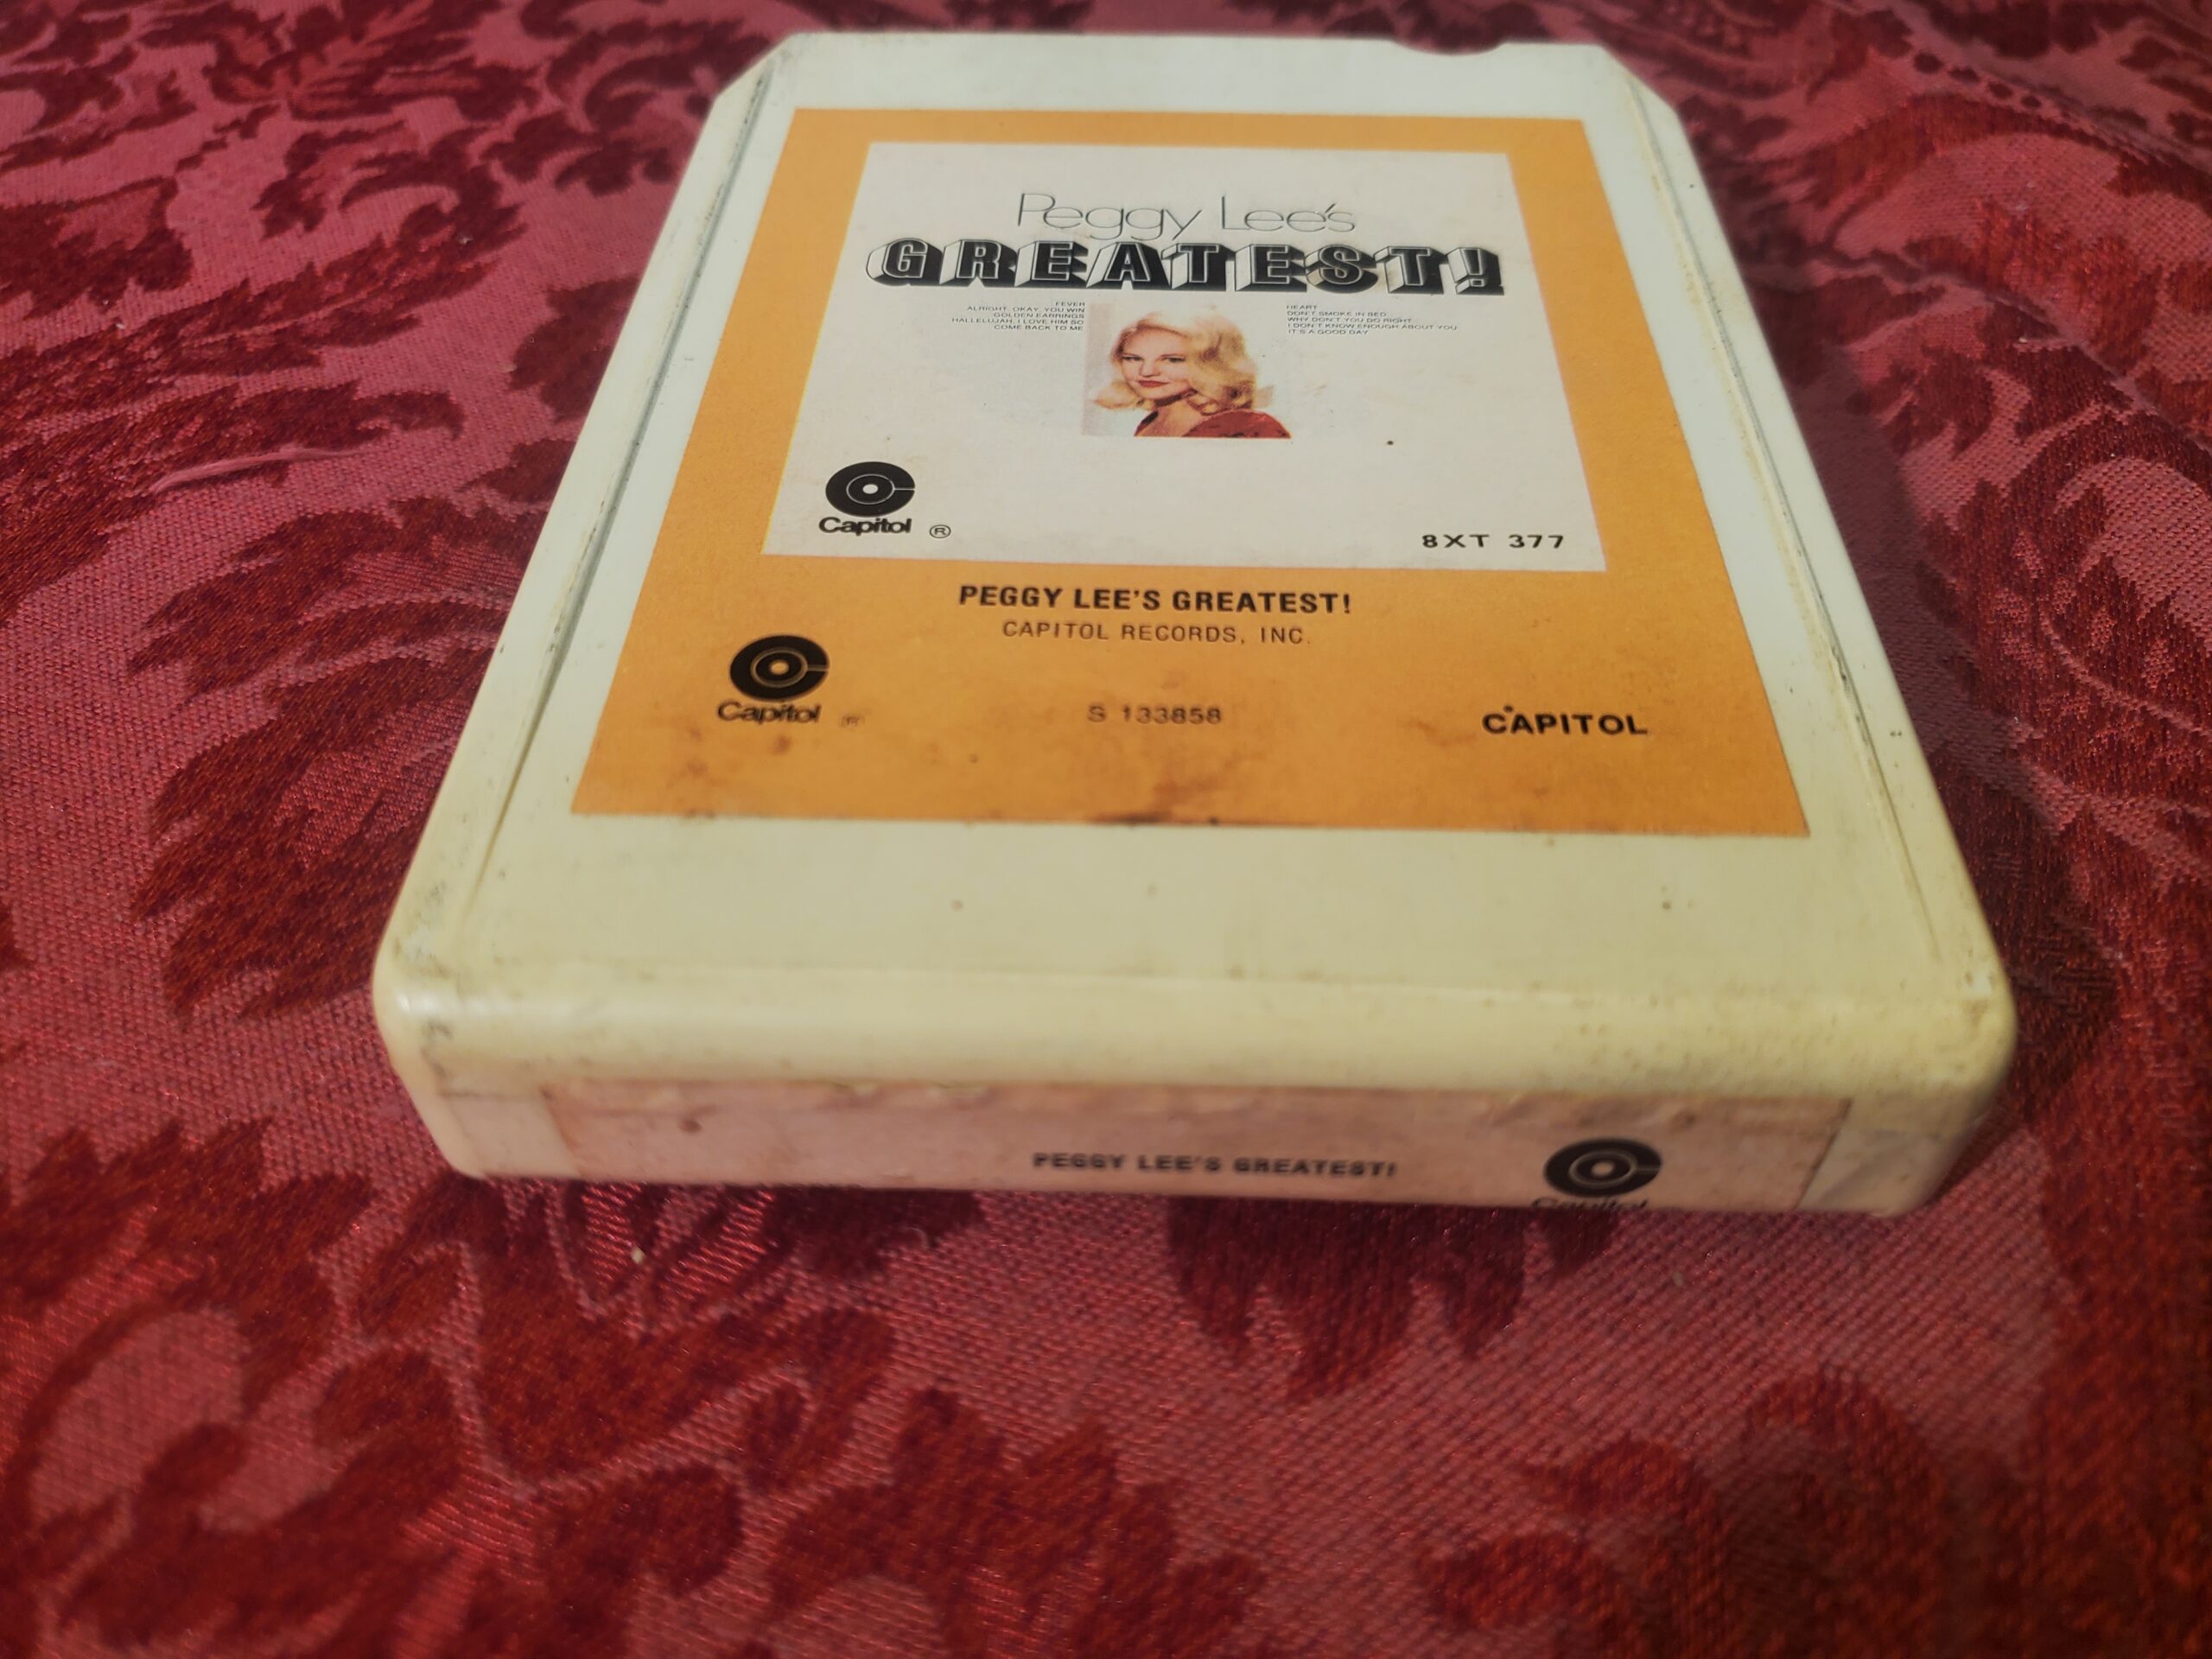 Peggy Lee's
GREATEST!
FEVER
ALRIGHT, OKAY, YOU WIN
GOLDEN EARRINGS
HALLELUJAH, I LOVE HIM SO
COME BACK TO ME
HEART
DON'T SMOKE IN BED
WHY DON'T YOU DO RIGHT
I DON'T KNOW ENOUGH ABOUT YOU
IT'S A GOOD DAY
Capitol ®
8XT 377
PEGGY LEE'S GREATEST!
CAPITOL RECORDS, INC.
Capitol ®
S 133858
CAPITOL
PEGGY LEE'S GREATEST!
Capitol